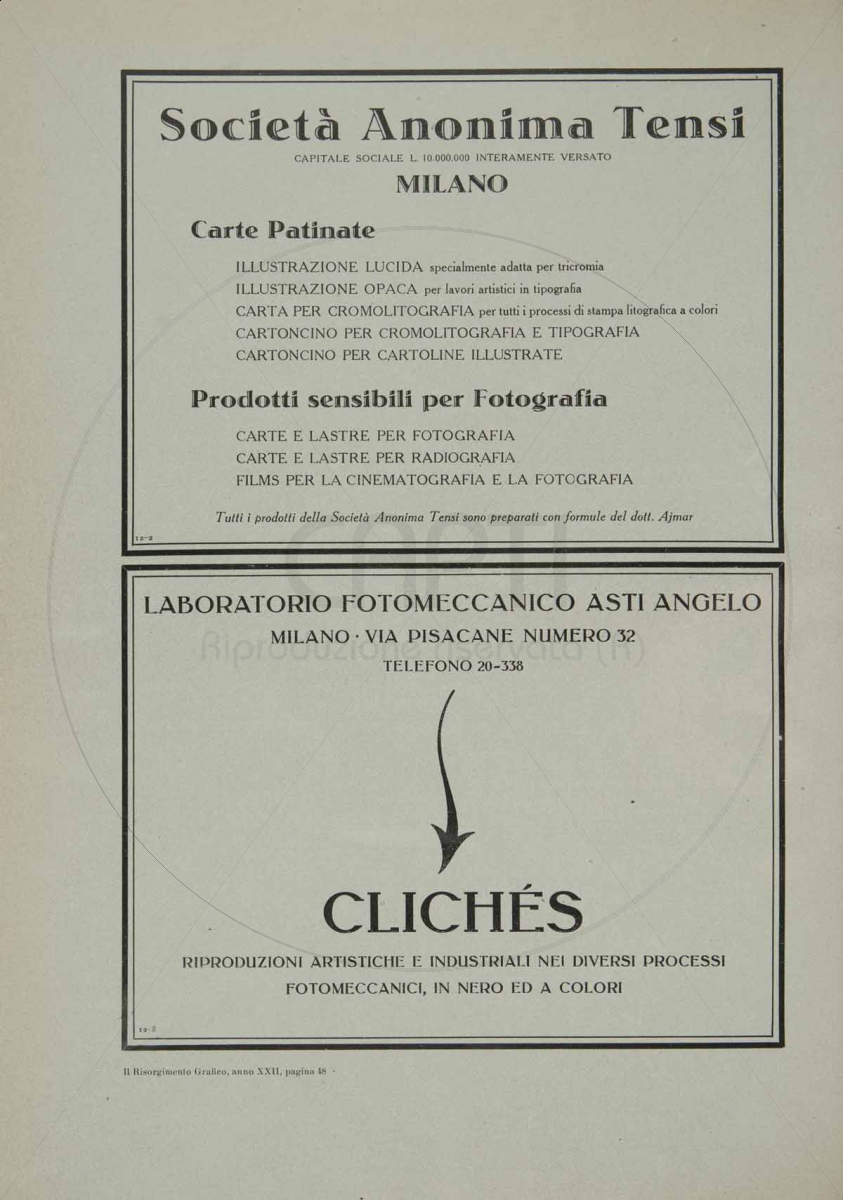 Società Anonima Tensi
CAPITALE SOCIALE L. 10.000.000 INTERAMENTE VERSATO
MILANO
Carte Patinate
ILLUSTRAZIONE LUCIDA specialmente adatta per tricromia
ILLUSTRAZIONE OPACA per lavori artistici in tipografia
CARTA PER CROMOLITOGRAFIA per tutti i processi di stampa litografica a colori
CARTONCINO PER CROMOLITOGRAFIA E TIPOGRAFIA
CARTONCINO PER CARTOLINE ILLUSTRATE
Prodotti sensibili per Fotografia
CARTE E LASTRE PER FOTOGRAFIA
CARTE E LASTRE PER RADIOGRAFIA
FILMS PER LA CINEMATOGRAFIA E LA FOTOGRAFIA
Tutti i prodotti della Società Anonima Tensi sono preparati con formule del dott. Ajmar
12-2
LABORATORIO FOTOMECCANICO ASTI ANGELO
MILANO · VIA PISACANE NUMERO 32
Riproduzione riservata (R)
TELEFONO 20-338
CLICHÉS
RIPRODUZIONI ARTISTICHE E INDUSTRIALI NEI DIVERSI PROCESSI
FOTOMECCANICI, IN NERO ED A COLORI
Il Risorgimento Grafico, anno XXII, pagina 48